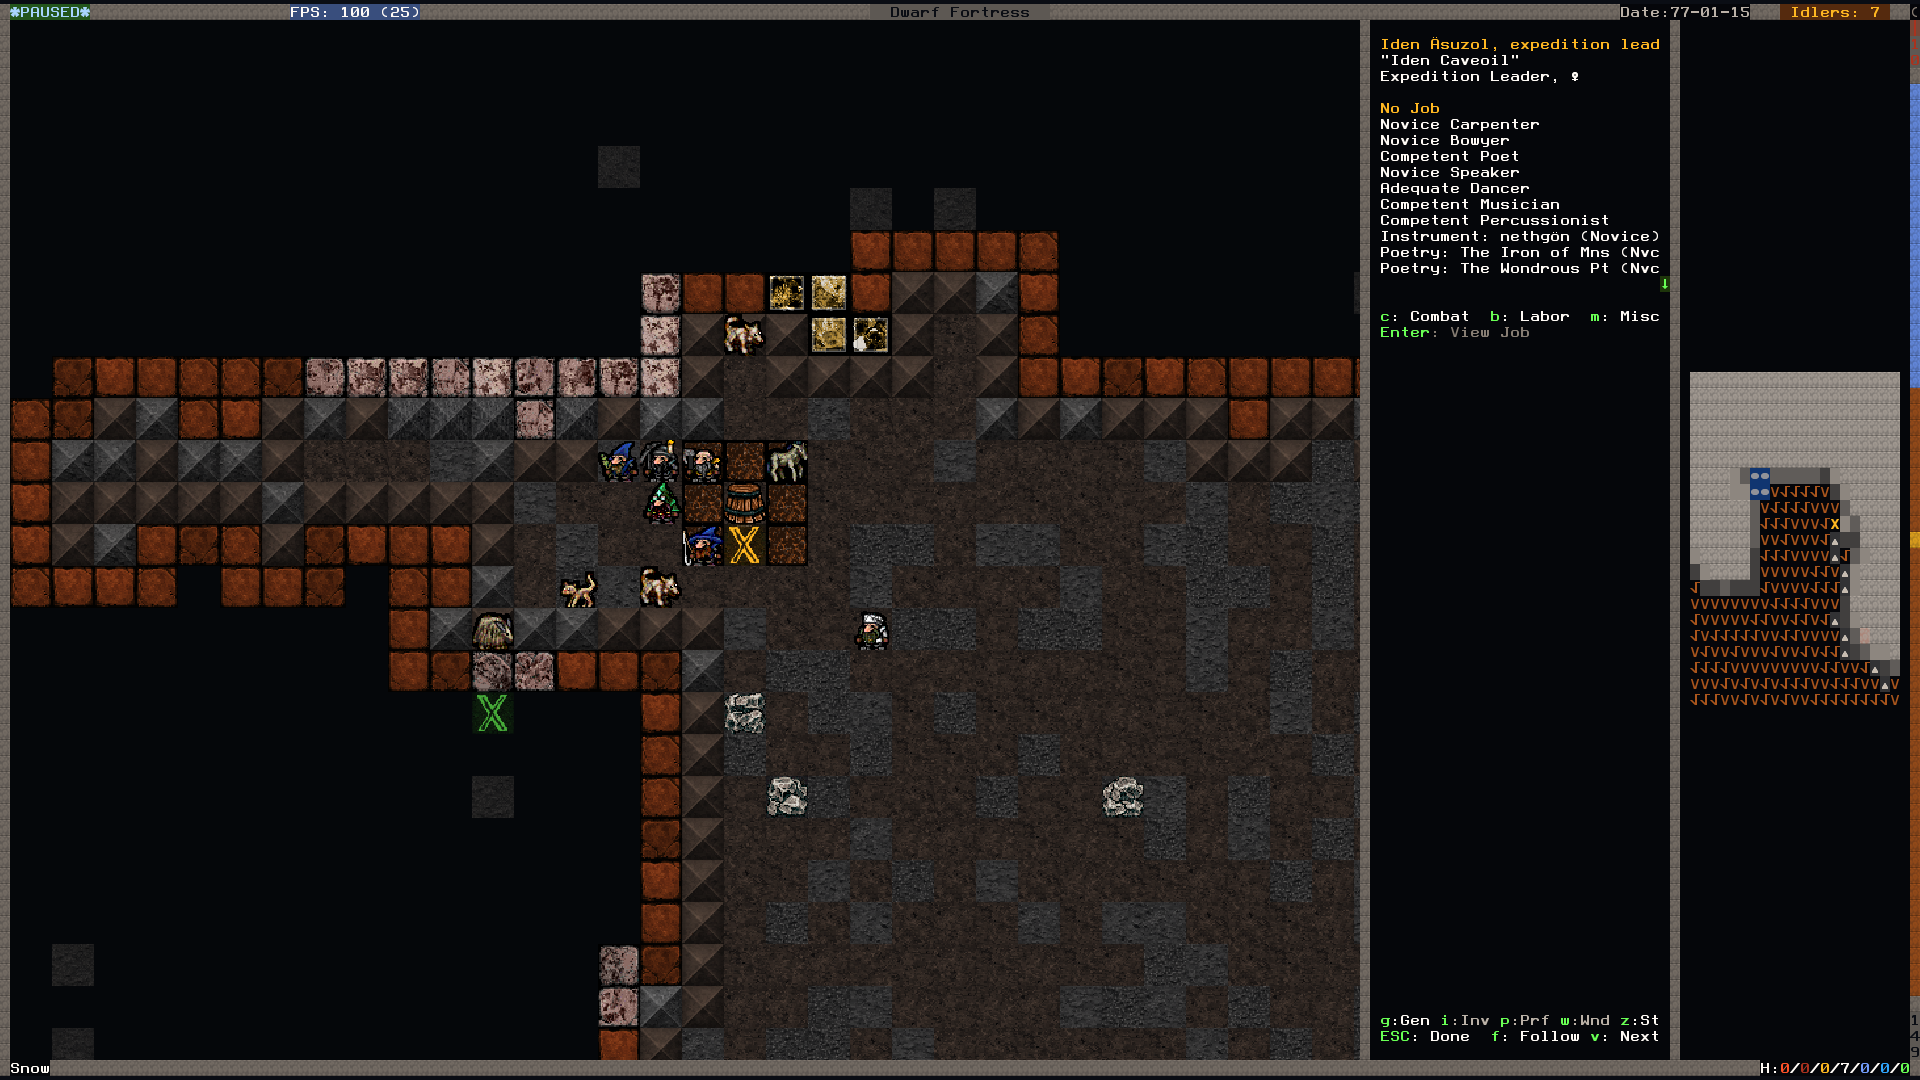 *PAUSED* FPS: 100 (25) Dwarf Fortress Date:77-01-15 Idlers: 7
Iden Äsuzol, expedition lead
"Iden Caveoil"
Expedition Leader, ♀
No Job
Novice Carpenter
Novice Bowyer
Competent Poet
Novice Speaker
Adequate Dancer
Competent Musician
Competent Percussionist
Instrument: nethgön (Novice)
Poetry: The Iron of Mns (Nvc
Poetry: The Wondrous Pt (Nvc
c: Combat b: Labor m: Misc
Enter: View Job
g:Gen i:Inv p:Prf w:Wnd z:St
ESC: Done f: Follow v: Next
Snow H:0/0/0/7/0/0/0